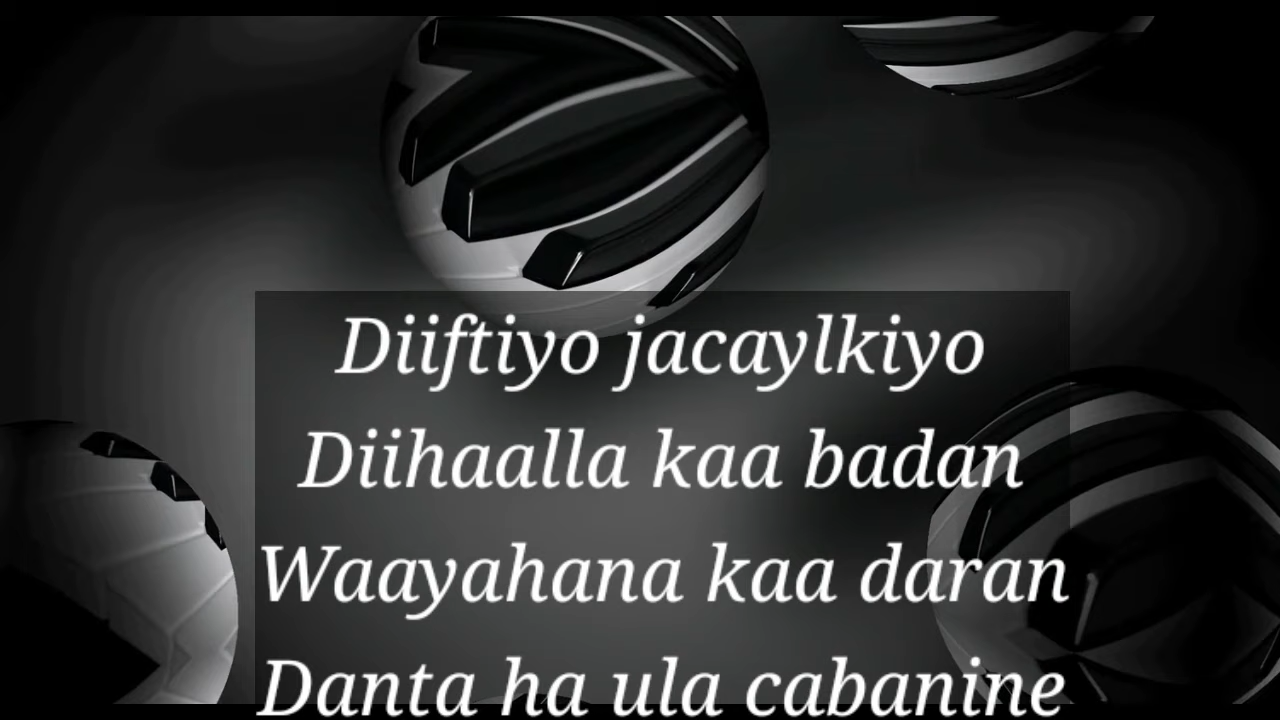 Diiftiyo jacaylkiyo
Diihaalla kaa badan
Waayahana kaa daran
Danta ha ula cabanine